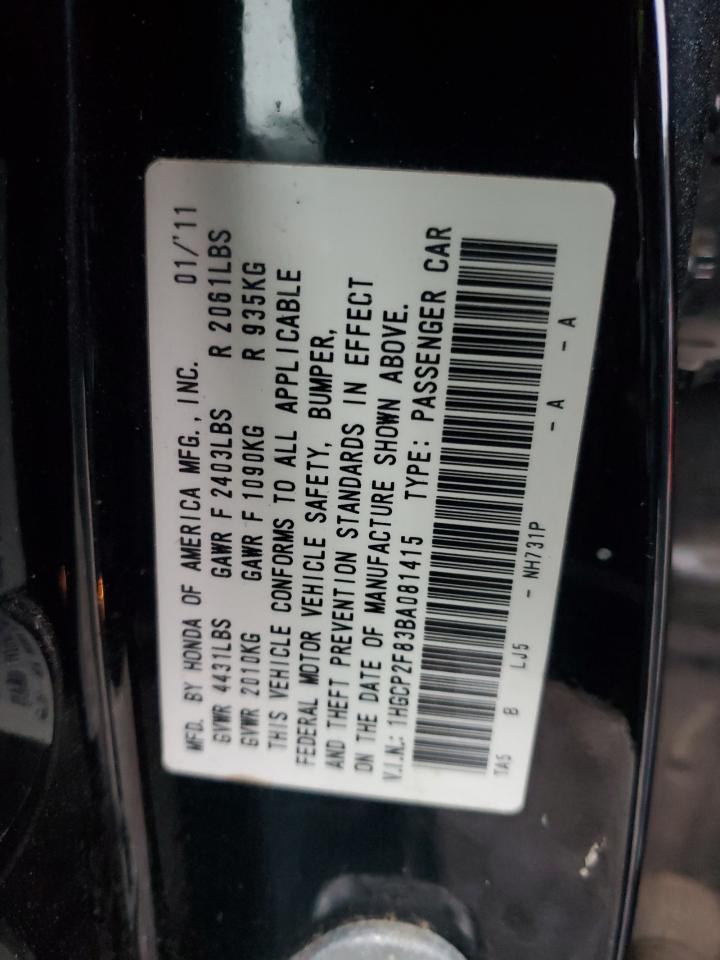 MFD. BY HONDA OF AMERICA MFG., INC. 01/'11
GVWR 4431LBS GAWR F 2403LBS R 2061LBS
GVWR 2010KG GAWR F 1090KG R 935KG
THIS VEHICLE CONFORMS TO ALL APPLICABLE
FEDERAL MOTOR VEHICLE SAFETY, BUMPER,
AND THEFT PREVENTION STANDARDS IN EFFECT
ON THE DATE OF MANUFACTURE SHOWN ABOVE.
V.I.N.: 1HGCP2F83BA081415 TYPE: PASSENGER CAR
TA5 B LJ5 - NH731P - A - A